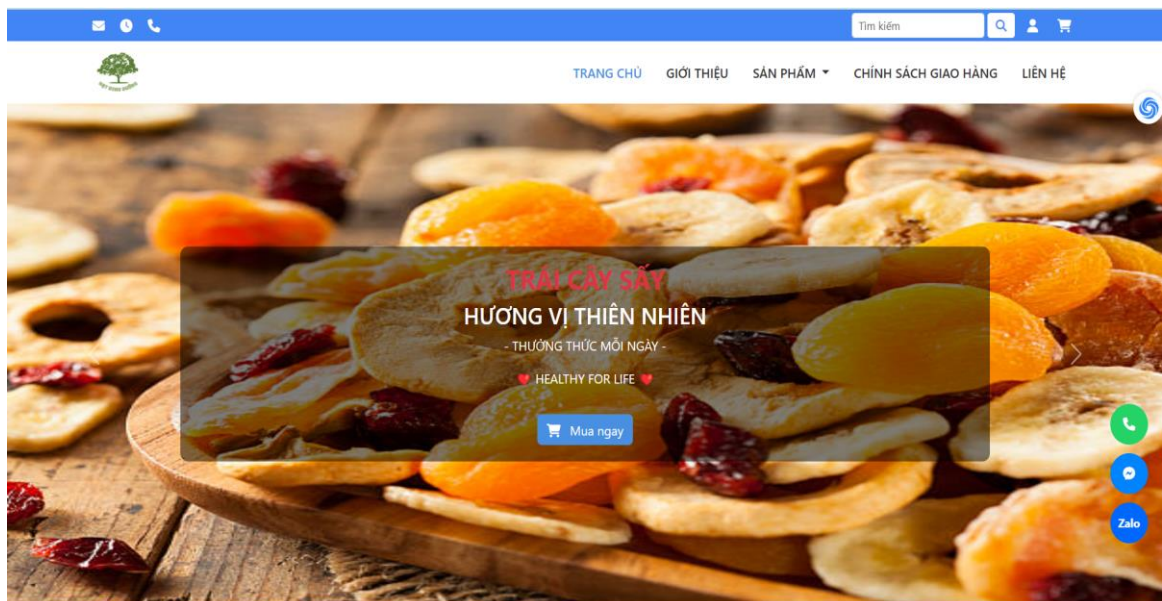 Tìm kiếm
TRANG CHỦ GIỚI THIỆU SẢN PHẨM CHÍNH SÁCH GIAO HÀNG LIÊN HỆ
TRÁI CÂY SẤY
HƯƠNG VỊ THIÊN NHIÊN
- THƯỞNG THỨC MỖI NGÀY -
HEALTHY FOR LIFE
Mua ngay
Zalo